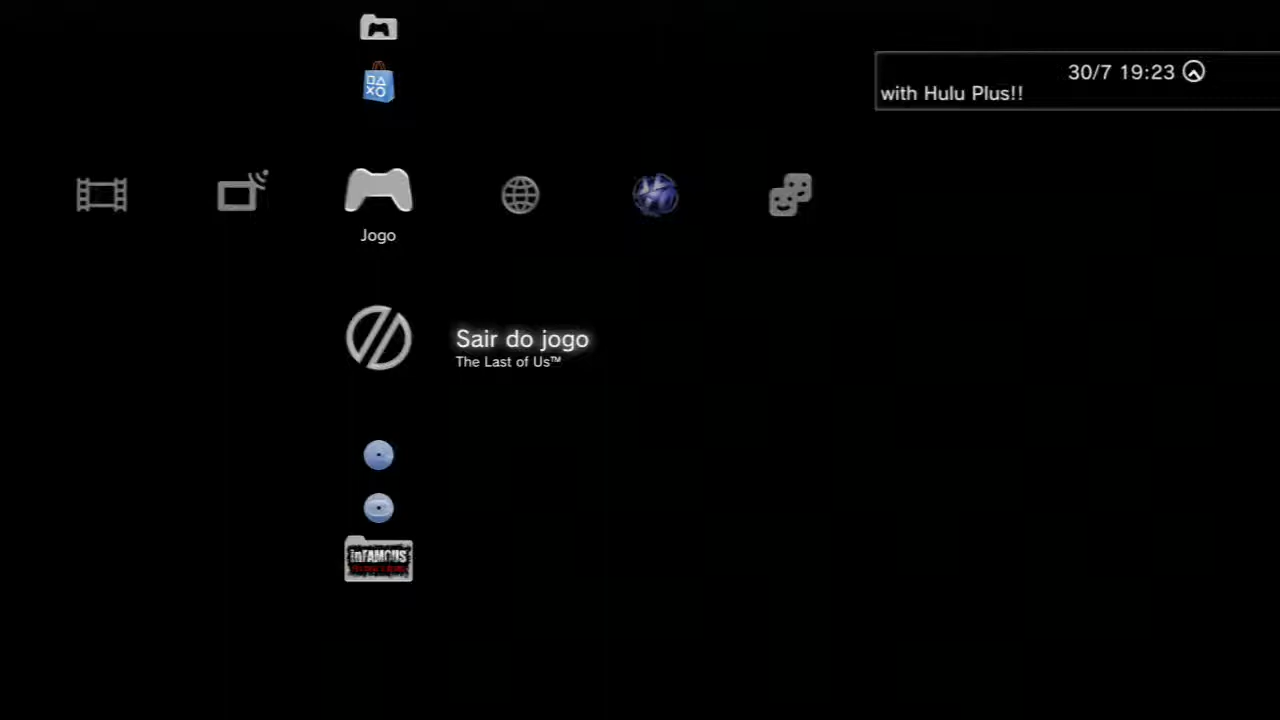 30/7 19:23
with Hulu Plus!!
Jogo
Sair do jogo
The Last of Us™
inFAMOUS